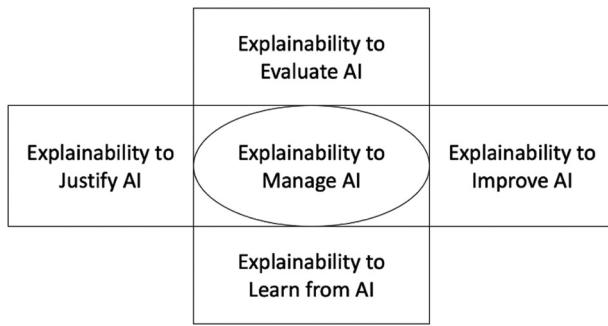 Explainability to
Evaluate AI
Explainability to
Justify AI
Explainability to
Manage AI
Explainability to
Improve AI
Explainability to
Learn from AI